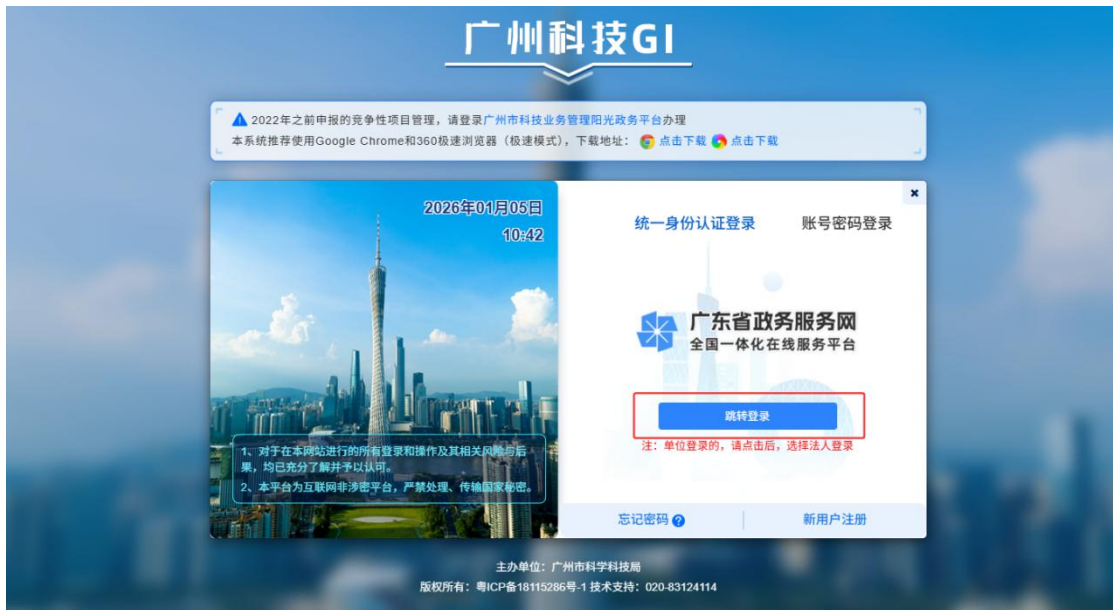 广州科技GI
2022年之前申报的竞争性项目管理，请登录广州市科技业务管理阳光政务平台办理
本系统推荐使用Google Chrome和360极速浏览器（极速模式），下载地址： 点击下载 点击下载
2026年01月05日
10:42
1、对于在本网站进行的所有登录和操作及其相关风险与后
果，均已充分了解并予以认可。
2、本平台为互联网非涉密平台，严禁处理、传输国家秘密。
统一身份认证登录 账号密码登录
广东省政务服务网
全国一体化在线服务平台
跳转登录
注：单位登录的，请点击后，选择法人登录
忘记密码 新用户注册
主办单位：广州市科学科技局
版权所有：粤ICP备18115286号-1 技术支持：020-83124114